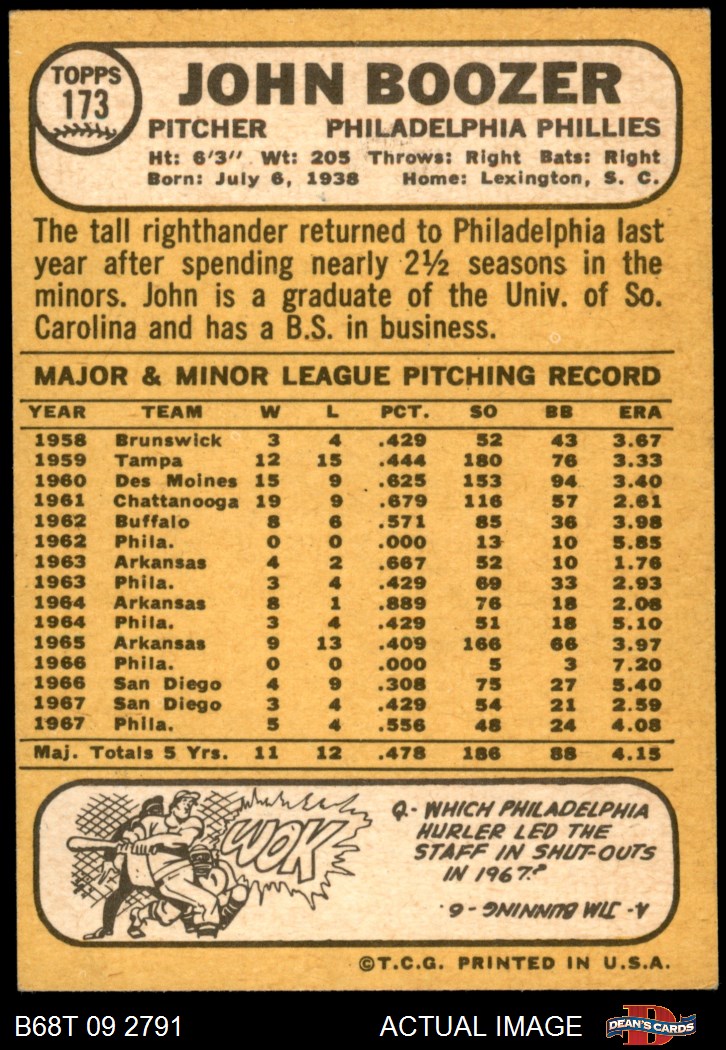 TOPPS
173
JOHN BOOZER
PITCHER PHILADELPHIA PHILLIES
Ht: 6'3" Wt: 205 Throws: Right Bats: Right
Born: July 6, 1938 Home: Lexington, S. C.
The tall righthander returned to Philadelphia last
year after spending nearly 2½ seasons in the
minors. John is a graduate of the Univ. of So.
Carolina and has a B.S. in business.
MAJOR & MINOR LEAGUE PITCHING RECORD
YEAR TEAM W L PCT. SO BB ERA
1958 Brunswick 3 4 .429 52 43 3.67
1959 Tampa 12 15 .444 180 76 3.33
1960 Des Moines 15 9 .625 153 94 3.40
1961 Chattanooga 19 9 .679 116 57 2.61
1962 Buffalo 8 6 .571 85 36 3.98
1962 Phila. 0 0 .000 13 10 5.85
1963 Arkansas 4 2 .667 52 10 1.76
1963 Phila. 3 4 .429 69 33 2.93
1964 Arkansas 8 1 .889 76 18 2.08
1964 Phila. 3 4 .429 51 18 5.10
1965 Arkansas 9 13 .409 166 66 3.97
1966 Phila. 0 0 .000 5 3 7.20
1966 San Diego 4 9 .308 75 27 5.40
1967 San Diego 3 4 .429 54 21 2.59
1967 Phila. 5 4 .556 48 24 4.08
Maj. Totals 5 Yrs. 11 12 .478 186 88 4.15
WOK
Q - WHICH PHILADELPHIA
HURLER LED THE
STAFF IN SHUT-OUTS
IN 1967?
A - JIM BUNNING - 6.
©T.C.G. PRINTED IN U.S.A.
B68T 09 2791 ACTUAL IMAGE
D
DEAN'S CARDS